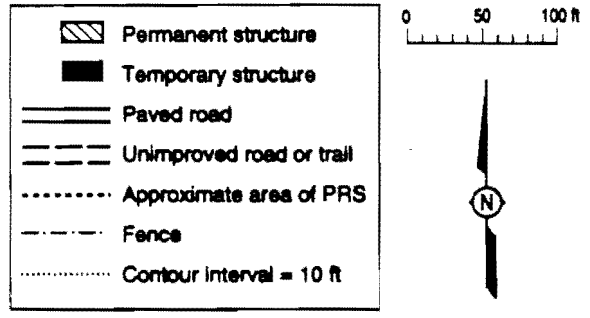 Permanent structure
Temporary structure
Paved road
Unimproved road or trail
Approximate area of PRS
Fence
Contour interval = 10 ft
0 50 100 ft
N